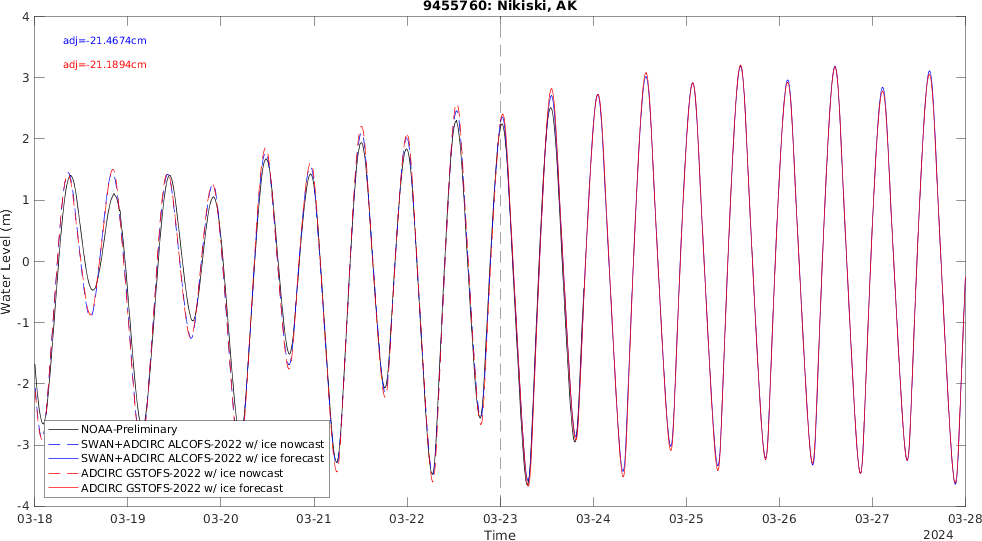 9455760: Nikiski, AK
adj=-21.4674cm
adj=-21.1894cm
4
3
2
1
0
-1
-2
-3
-4
Water Level (m)
NOAA-Preliminary
SWAN+ADCIRC ALCOFS-2022 w/ ice nowcast
SWAN+ADCIRC ALCOFS-2022 w/ ice forecast
ADCIRC GSTOFS-2022 w/ ice nowcast
ADCIRC GSTOFS-2022 w/ ice forecast
03-18 03-19 03-20 03-21 03-22 03-23 03-24 03-25 03-26 03-27 03-28
Time
2024